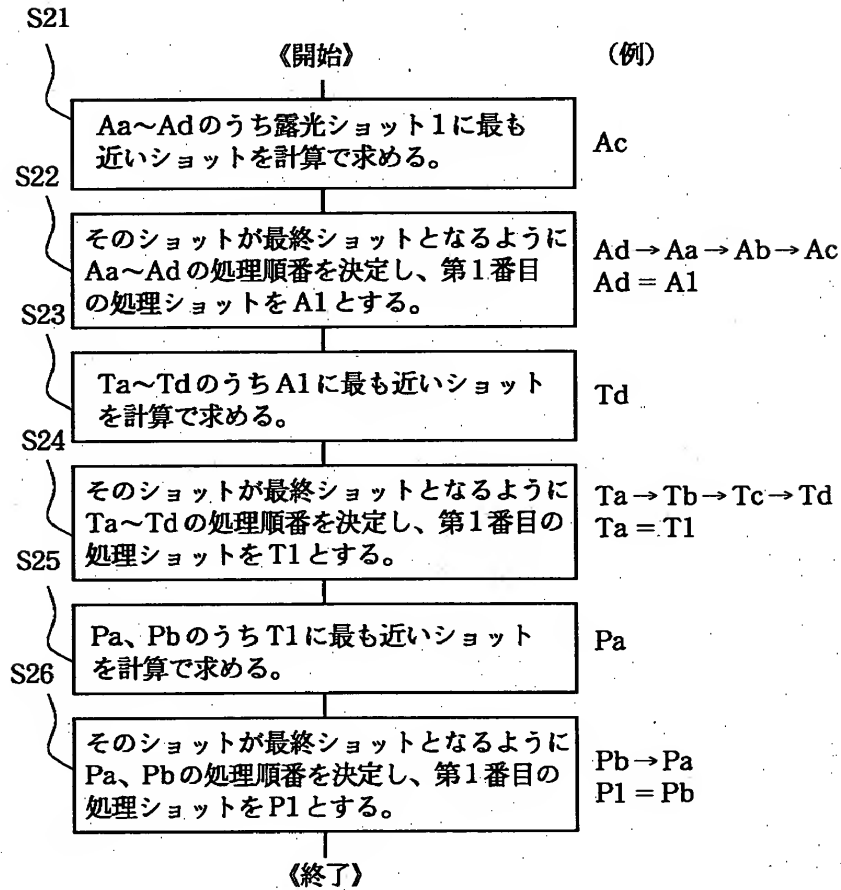 S21
《開始》 (例)
Aa~Adのうち露光ショット1に最も
近いショットを計算で求める。
Ac
S22
そのショットが最終ショットとなるように
Aa~Adの処理順番を決定し、第1番目
の処理ショットをA1とする。
Ad→Aa→Ab→Ac
Ad=A1
S23
Ta~TdのうちA1に最も近いショット
を計算で求める。
Td
S24
そのショットが最終ショットとなるように
Ta~Tdの処理順番を決定し、第1番目の
処理ショットをT1とする。
Ta→Tb→Tc→Td
Ta=T1
S25
Pa、PbのうちT1に最も近いショット
を計算で求める。
Pa
S26
そのショットが最終ショットとなるように
Pa、Pbの処理順番を決定し、第1番目の
処理ショットをP1とする。
Pb→Pa
P1=Pb
《終了》